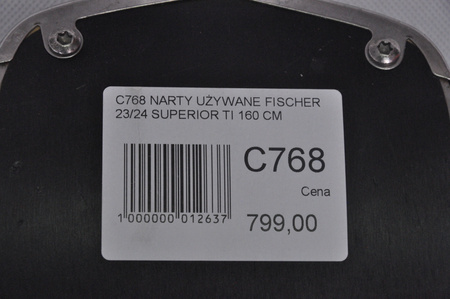 C768 NARTY UŻYWANE FISCHER
23/24 SUPERIOR TI 160 CM
C768
Cena
1 000000 012637
799,00